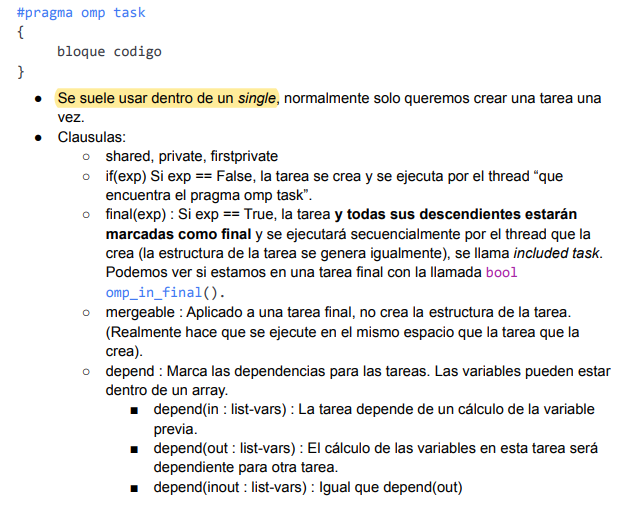 #pragma omp task
{
bloque codigo
}
● Se suele usar dentro de un single, normalmente solo queremos crear una tarea una
vez.
● Clausulas:
○ shared, private, firstprivate
○ if(exp) Si exp == False, la tarea se crea y se ejecuta por el thread “que
encuentra el pragma omp task”.
○ final(exp) : Si exp == True, la tarea y todas sus descendientes estarán
marcadas como final y se ejecutará secuencialmente por el thread que la
crea (la estructura de la tarea se genera igualmente), se llama included task.
Podemos ver si estamos en una tarea final con la llamada bool
omp_in_final().
○ mergeable : Aplicado a una tarea final, no crea la estructura de la tarea.
(Realmente hace que se ejecute en el mismo espacio que la tarea que la
crea).
○ depend : Marca las dependencias para las tareas. Las variables pueden estar
dentro de un array.
■ depend(in : list-vars) : La tarea depende de un cálculo de la variable
previa.
■ depend(out : list-vars) : El cálculo de las variables en esta tarea será
dependiente para otra tarea.
■ depend(inout : list-vars) : Igual que depend(out)